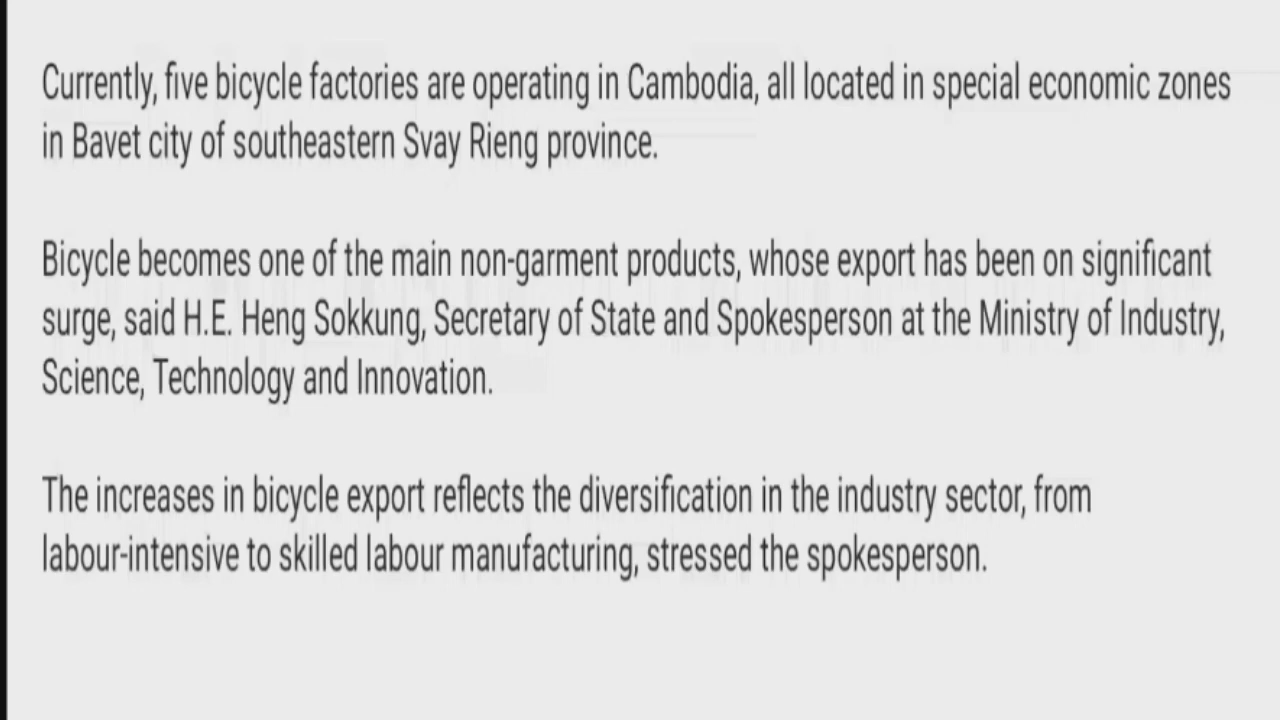 Currently, five bicycle factories are operating in Cambodia, all located in special economic zones
in Bavet city of southeastern Svay Rieng province.
Bicycle becomes one of the main non-garment products, whose export has been on significant
surge, said H.E. Heng Sokkung, Secretary of State and Spokesperson at the Ministry of Industry,
Science, Technology and Innovation.
The increases in bicycle export reflects the diversification in the industry sector, from
labour-intensive to skilled labour manufacturing, stressed the spokesperson.